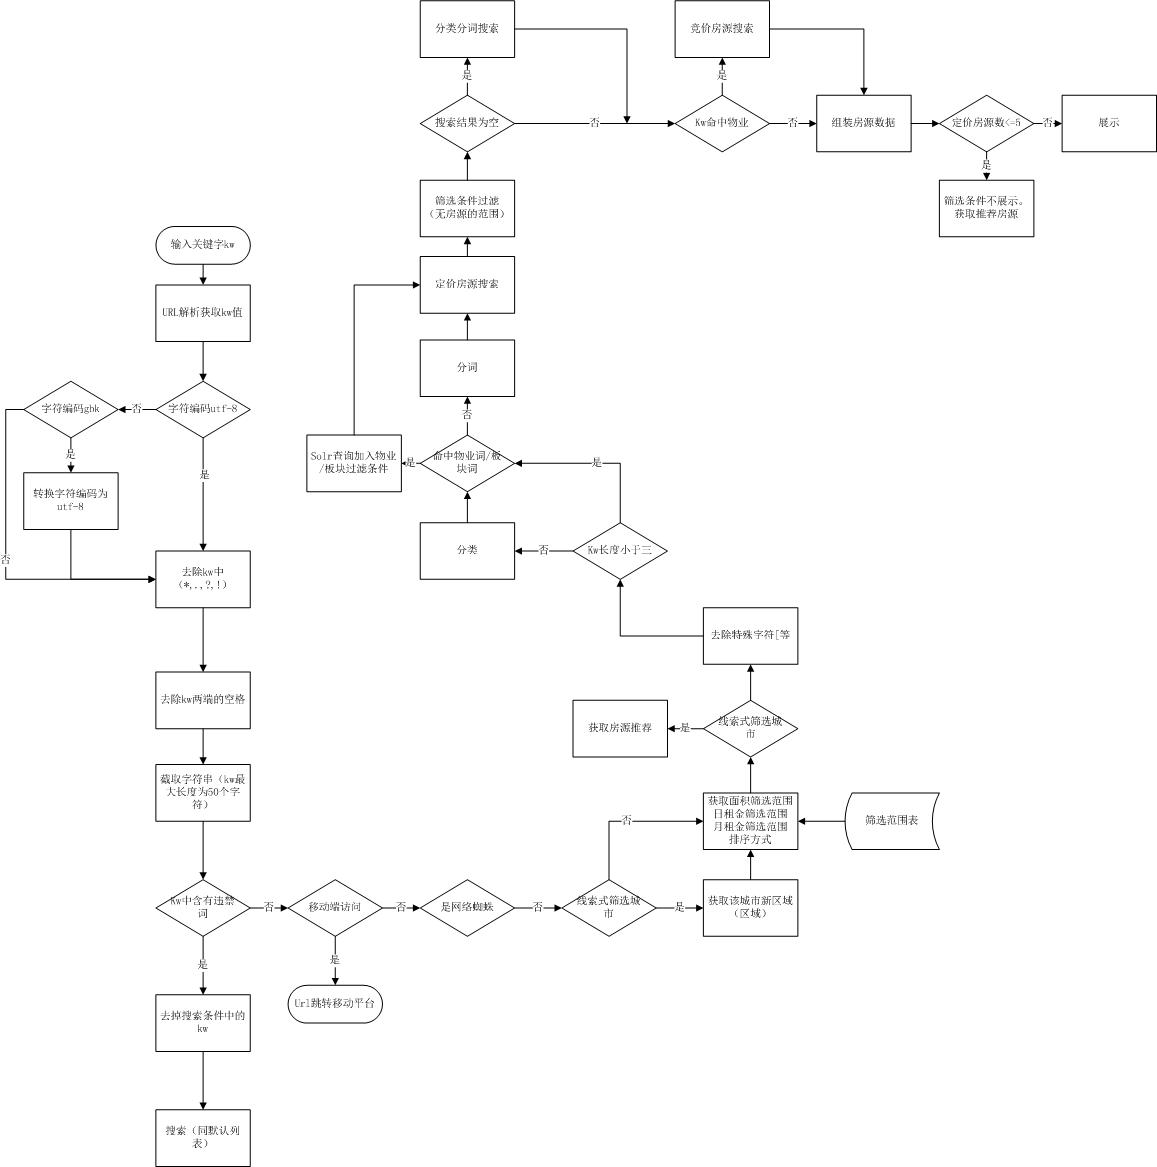 分类分词搜索
竞价房源搜索
是
是
搜索结果为空
否
Kw命中物业
否
组装房源数据
定价房源数<=5
否
展示
是
筛选条件过滤
（无房源的范围）
筛选条件不展示。
获取推荐房源
输入关键字kw
定价房源搜索
URL解析获取kw值
分词
字符编码gbk
否
字符编码utf-8
否
是
是
Solr查询加入物业
/板块过滤条件
是
命中物业词/板
块词
是
转换字符编码为
utf-8
分类
否
Kw长度小于三
否
去除kw中
（*,.,?,!）
去除特殊字符[等
去除kw两端的空格
获取房源推荐
是
线索式筛选城
市
截取字符串（kw最
大长度为50个字
符）
否
获取面积筛选范围
日租金筛选范围
月租金筛选范围
排序方式
筛选范围表
Kw中含有违禁
词
否
移动端访问
否
是网络蜘蛛
否
线索式筛选城
市
是
获取该城市新区域
（区域）
是
是
Url跳转移动平台
去掉搜索条件中的
kw
搜索（同默认列
表）